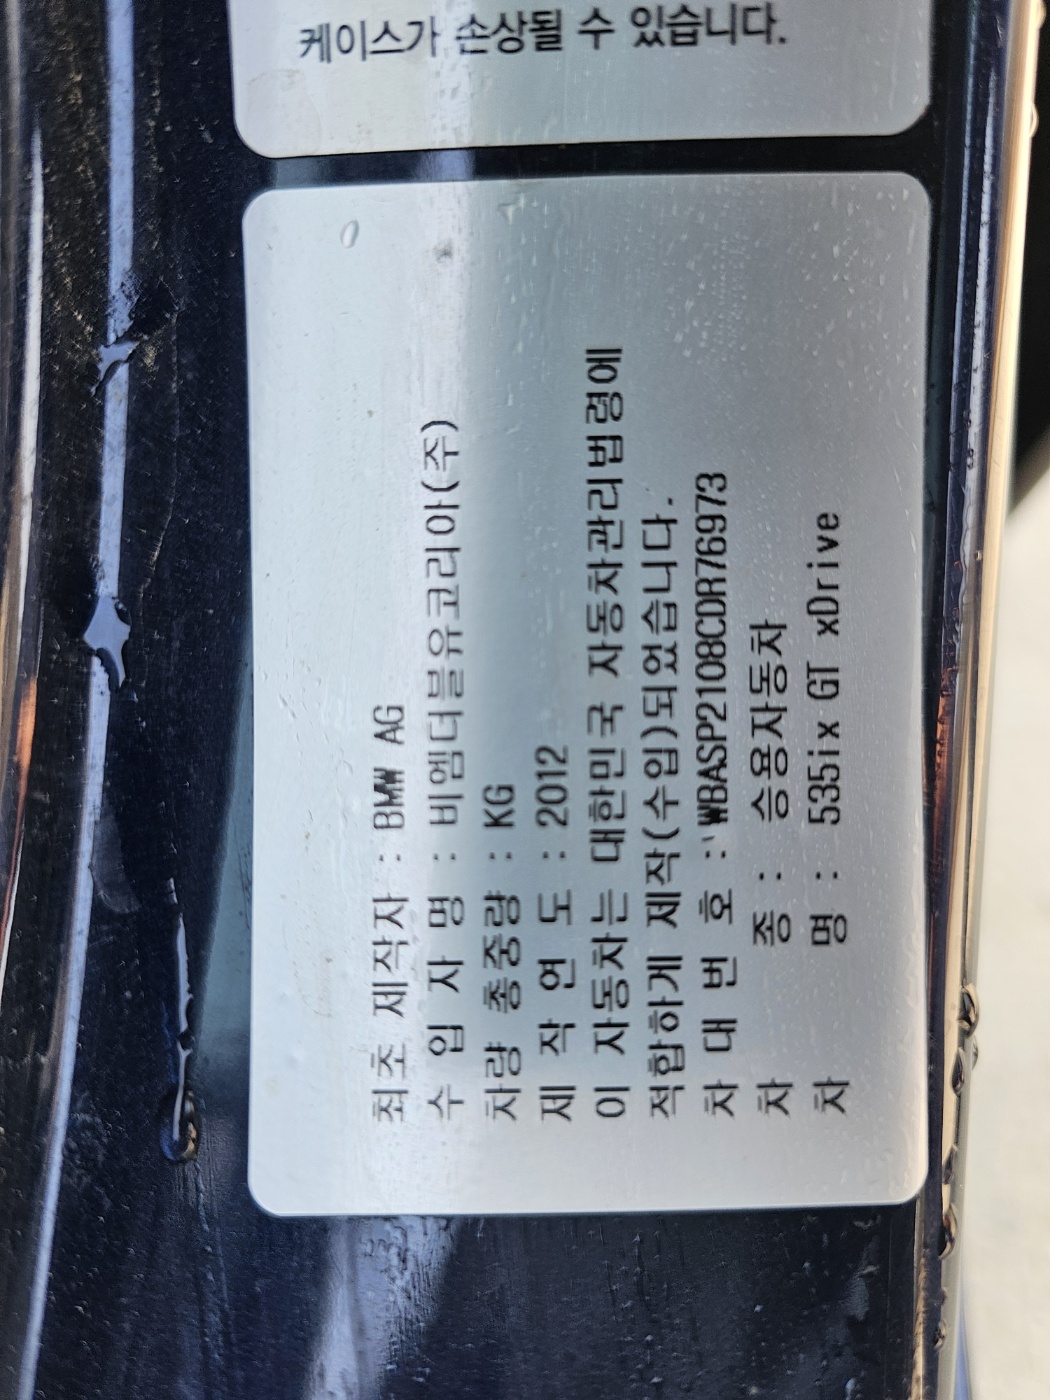 케이스가 손상될 수 있습니다.
최초 제작자 : BMW AG
수 입 자 명 : 비엠더블유코리아(주)
차량 총중량 : KG
제 작 연 도 : 2012
이 자동차는 대한민국 자동차관리법령에
적합하게 제작(수입)되었습니다.
차 대 번 호 : WBASP2108CDR76973
차 종 : 승용자동차
차 명 : 535ix GT xDrive